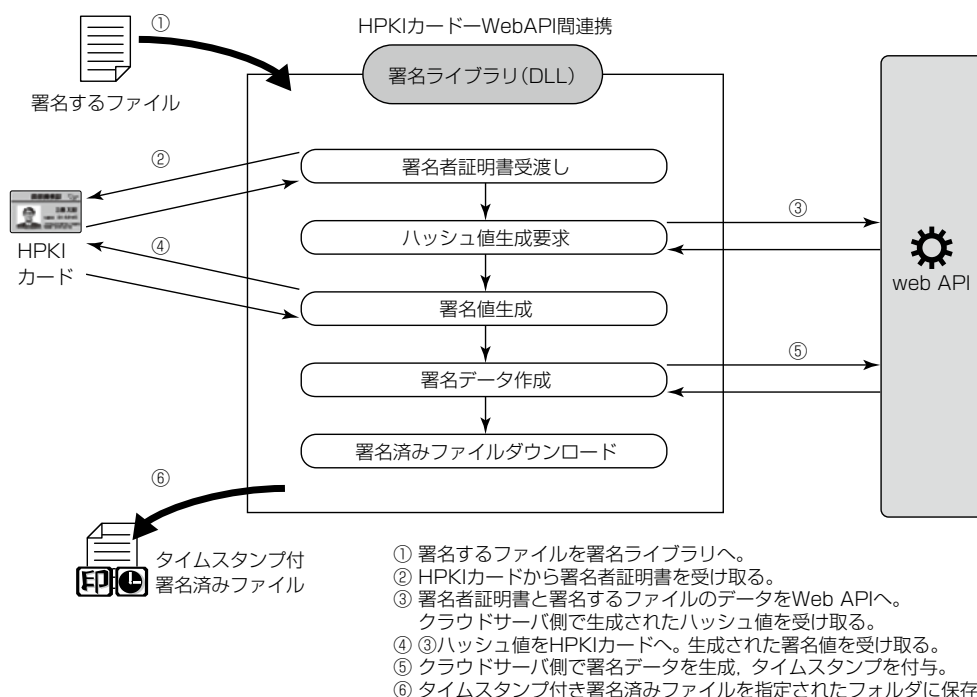 ①
HPKIカードーWebAPI間連携
署名ライブラリ(DLL)
署名するファイル
②
署名者証明書受渡し
③
HPKI
カード
④
ハッシュ値生成要求
web API
署名値生成
⑤
署名データ作成
署名済みファイルダウンロード
⑥
印
タイムスタンプ付
署名済みファイル
① 署名するファイルを署名ライブラリへ。
② HPKIカードから署名者証明書を受け取る。
③ 署名者証明書と署名するファイルのデータをWeb APIへ。
クラウドサーバ側で生成されたハッシュ値を受け取る。
④ ③ハッシュ値をHPKIカードへ。生成された署名値を受け取る。
⑤ クラウドサーバ側で署名データを生成，タイムスタンプを付与。
⑥ タイムスタンプ付き署名済みファイルを指定されたフォルダに保存